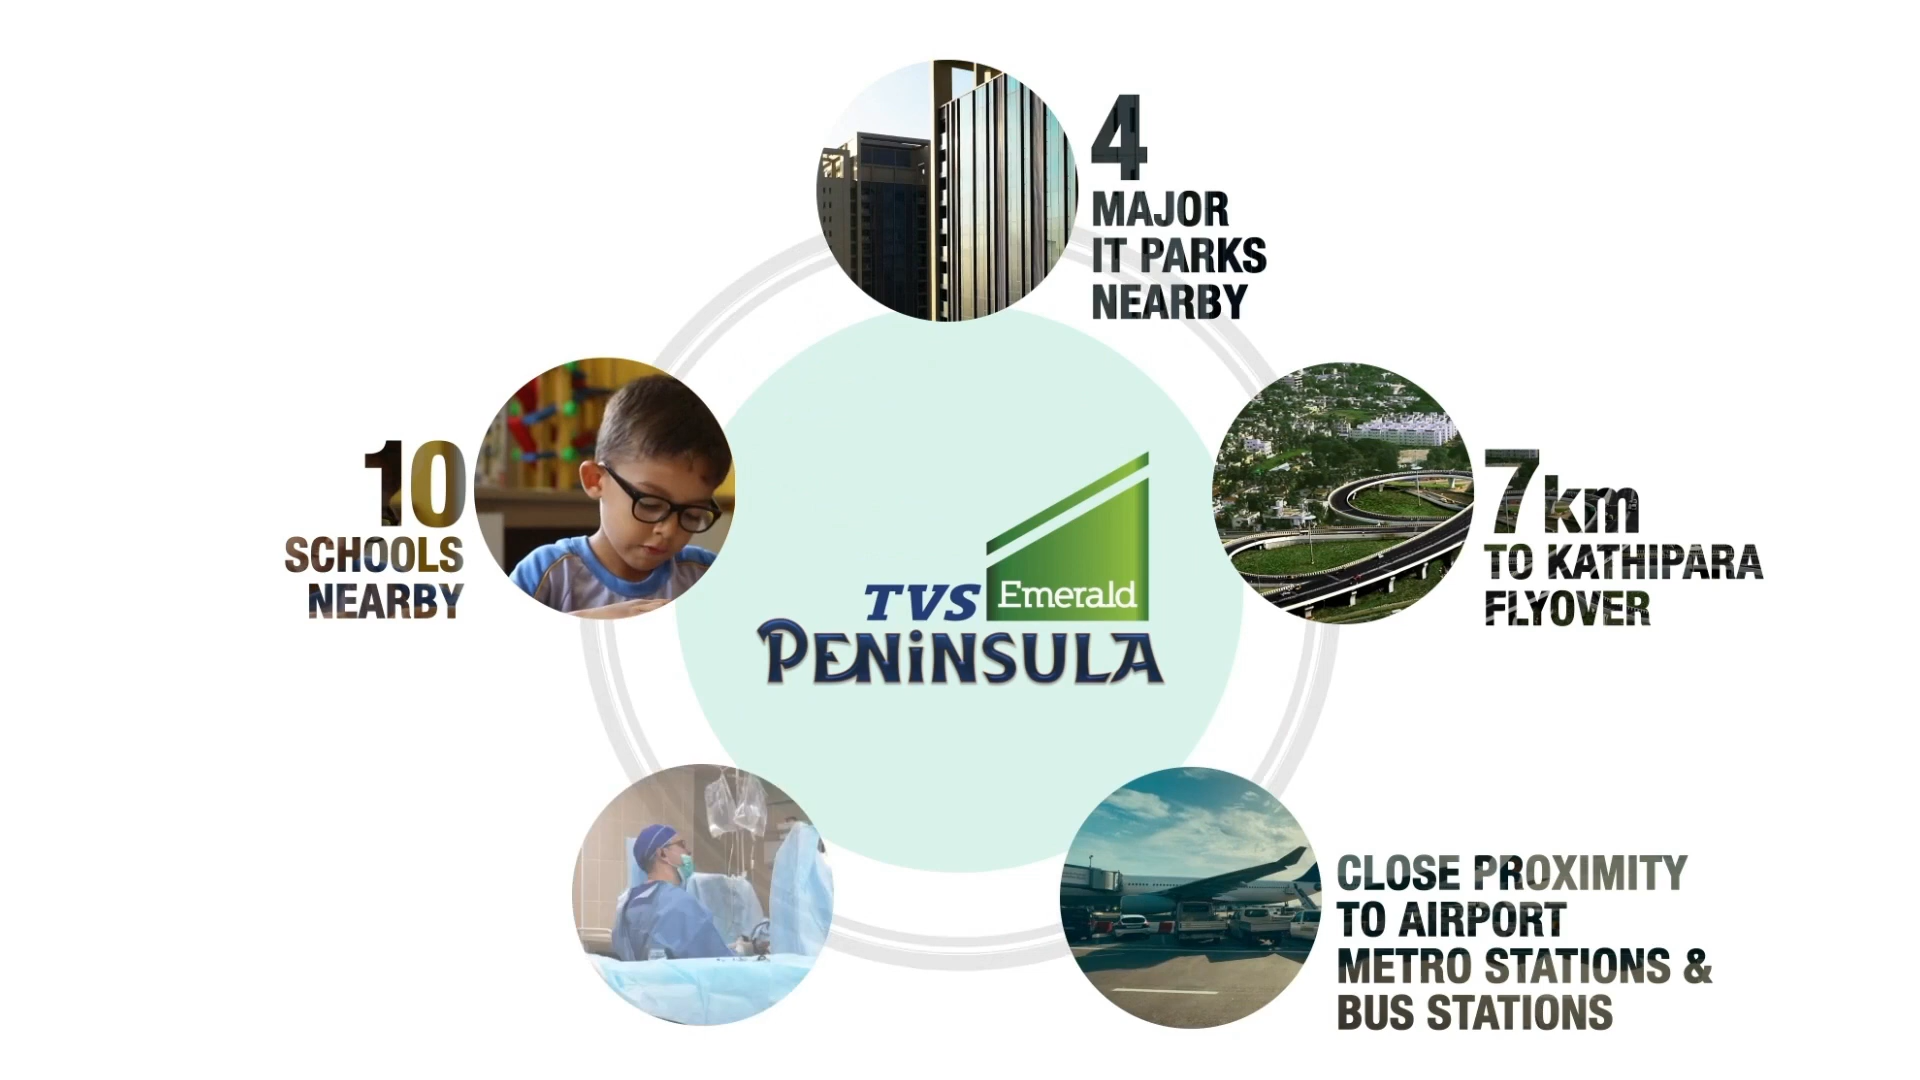 4
MAJOR
IT PARKS
NEARBY
10
SCHOOLS
NEARBY
7km
TO KATHIPARA
FLYOVER
TVS Emerald
PENiNSULA
CLOSE PROXIMITY
TO AIRPORT
METRO STATIONS &
BUS STATIONS